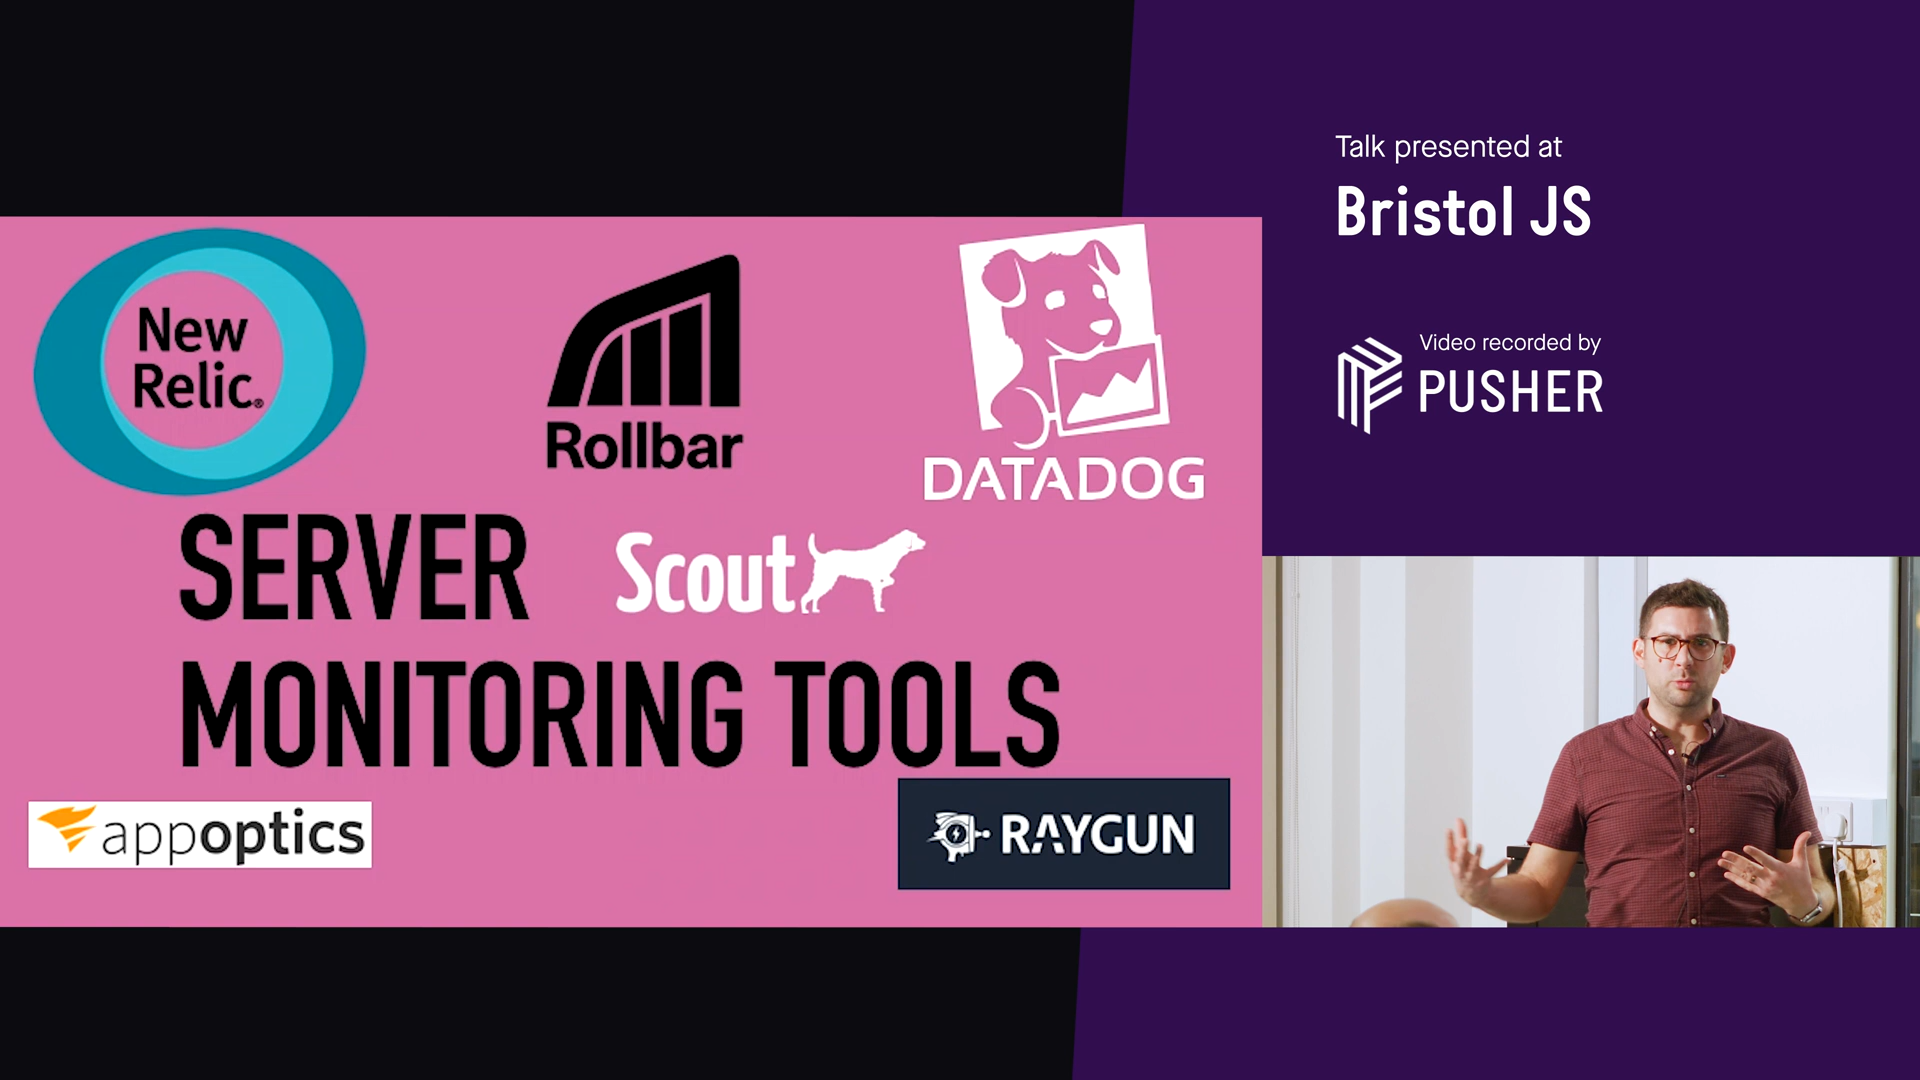 New
Relic®
Rollbar
DATADOG
SERVER
Scout
MONITORING TOOLS
appoptics
RAYGUN
Talk presented at
Bristol JS
Video recorded by
PUSHER